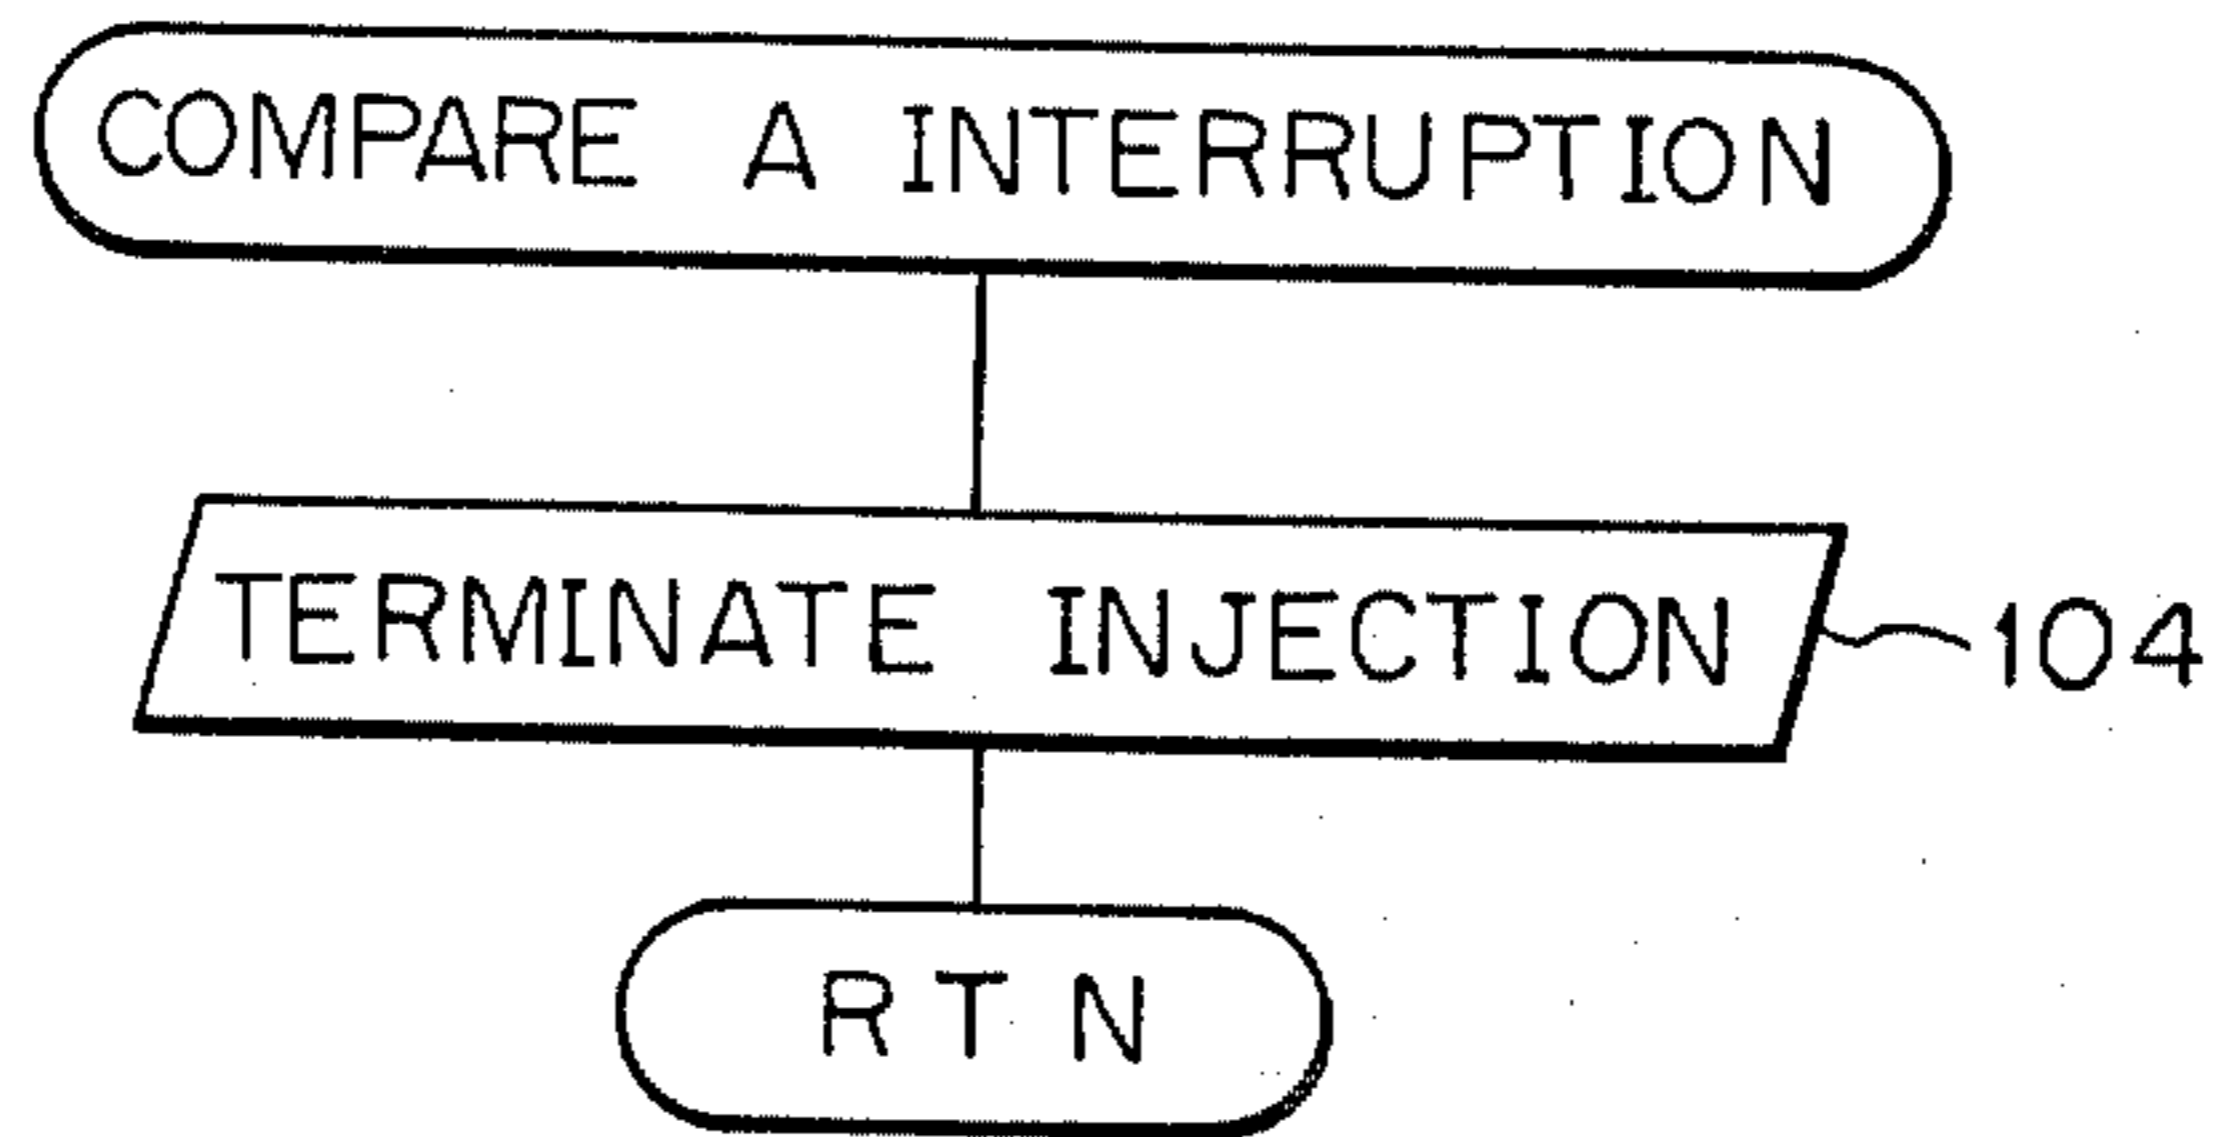 COMPARE A INTERRUPTION
TERMINATE INJECTION
104
RTN